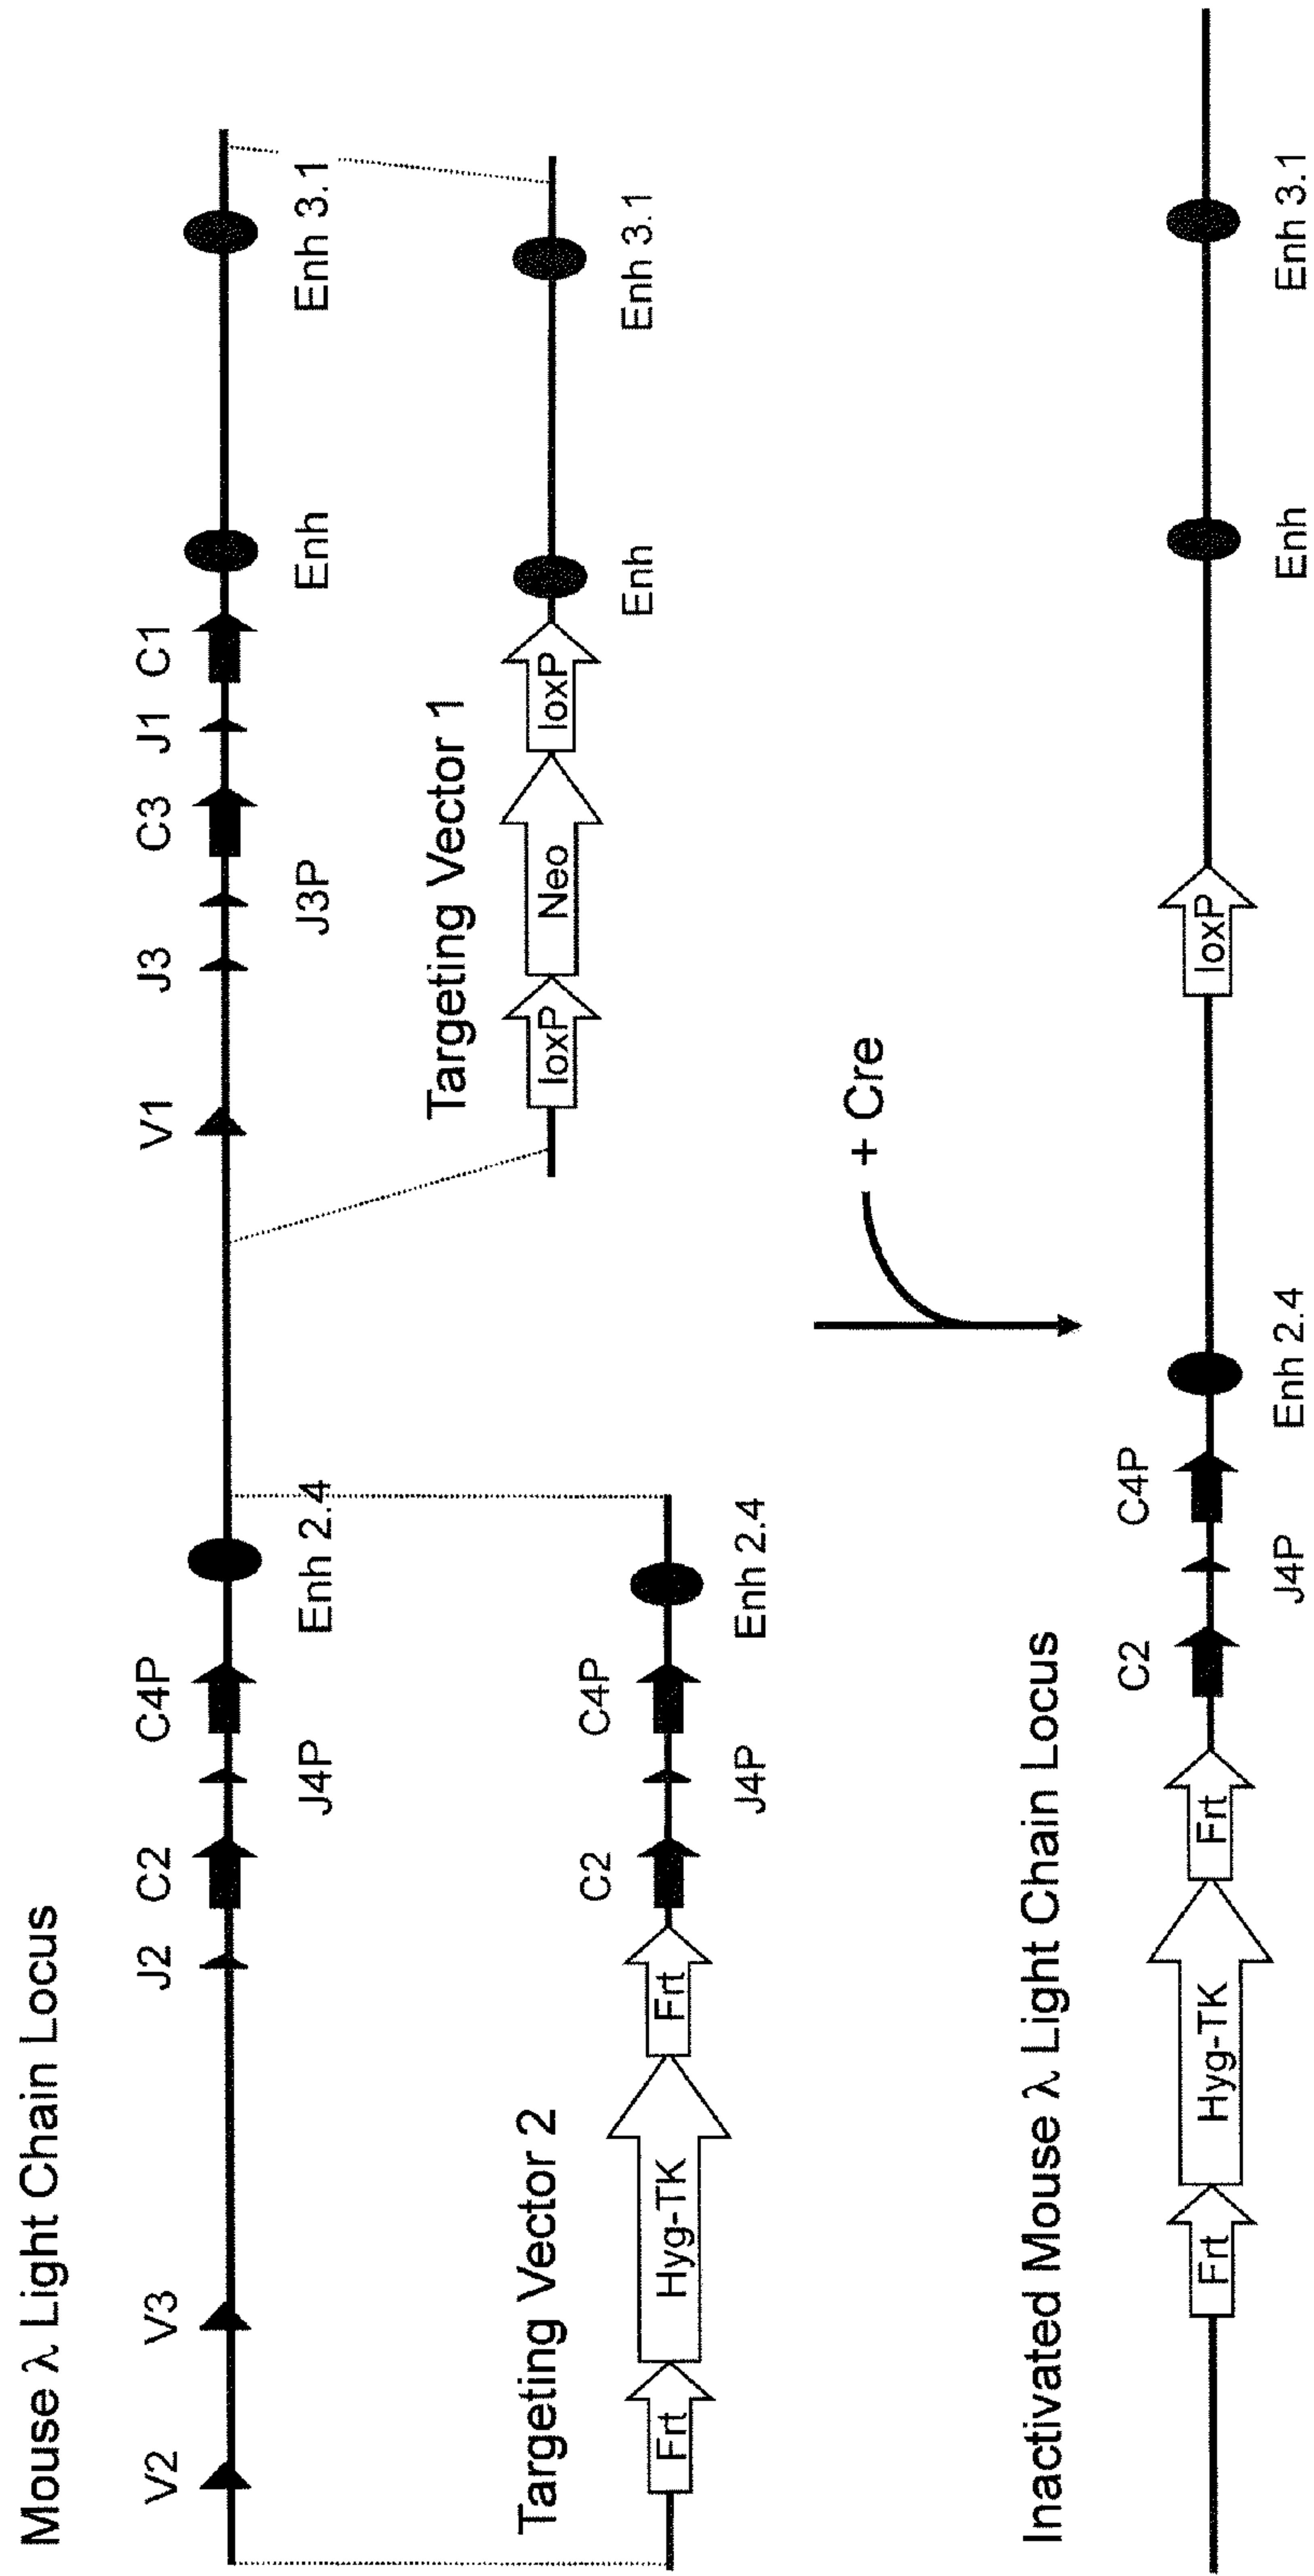 Mouse λ Light Chain Locus
V2 V3 J2 C2 C4P V1 J3 C3 J1 C1
J4P Enh 2.4 J3P Enh Enh 3.1
Targeting Vector 1
loxP Neo loxP
Enh Enh 3.1
Targeting Vector 2
C2 C4P
Frt Hyg-TK Frt
J4P Enh 2.4
+ Cre
Inactivated Mouse λ Light Chain Locus
C2 C4P
Frt Hyg-TK Frt loxP
J4P Enh 2.4 Enh Enh 3.1